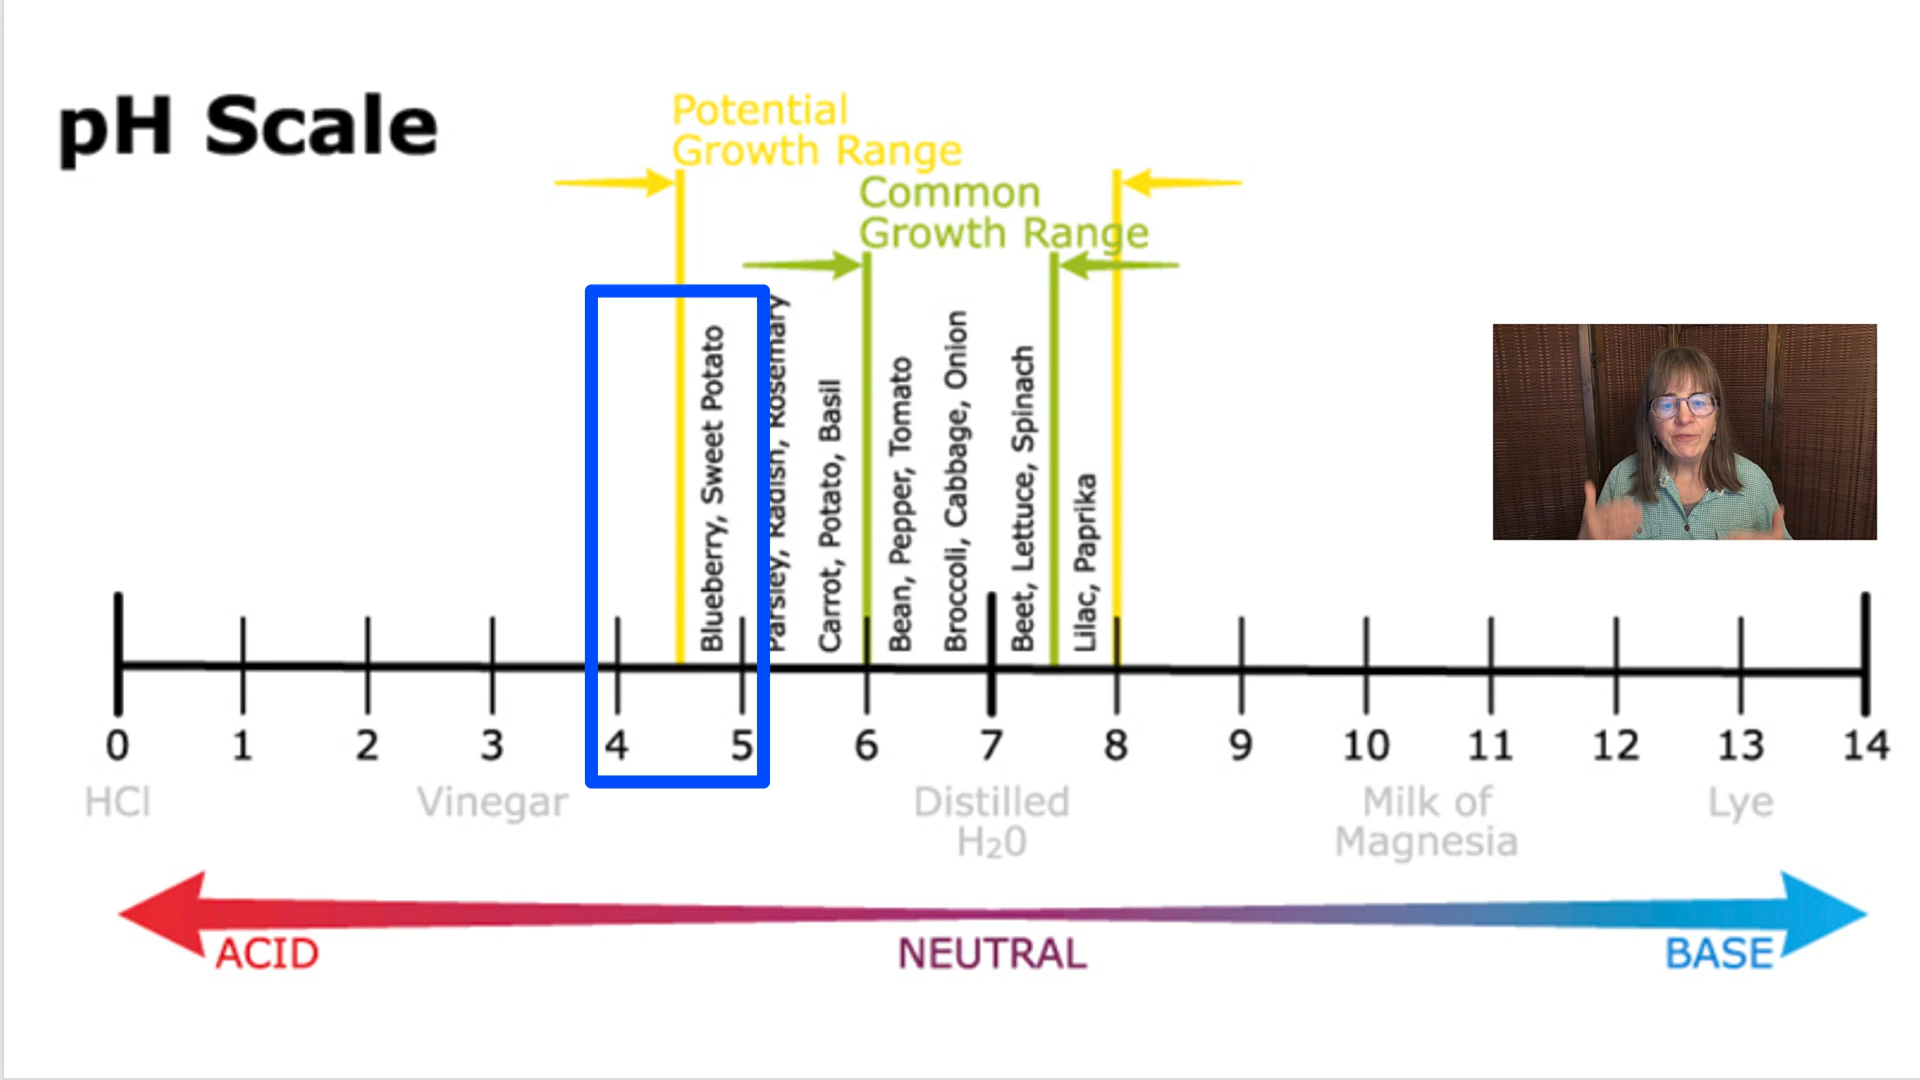 pH Scale
Potential
Growth Range
Common
Growth Range
Blueberry, Sweet Potato
Parsley, Radish, Rosemary
Carrot, Potato, Basil
Bean, Pepper, Tomato
Broccoli, Cabbage, Onion
Beet, Lettuce, Spinach
Lilac, Paprika
0 1 2 3 4 5 6 7 8 9 10 11 12 13 14
HCl Vinegar Distilled Milk of Lye
H₂0 Magnesia
ACID NEUTRAL BASE